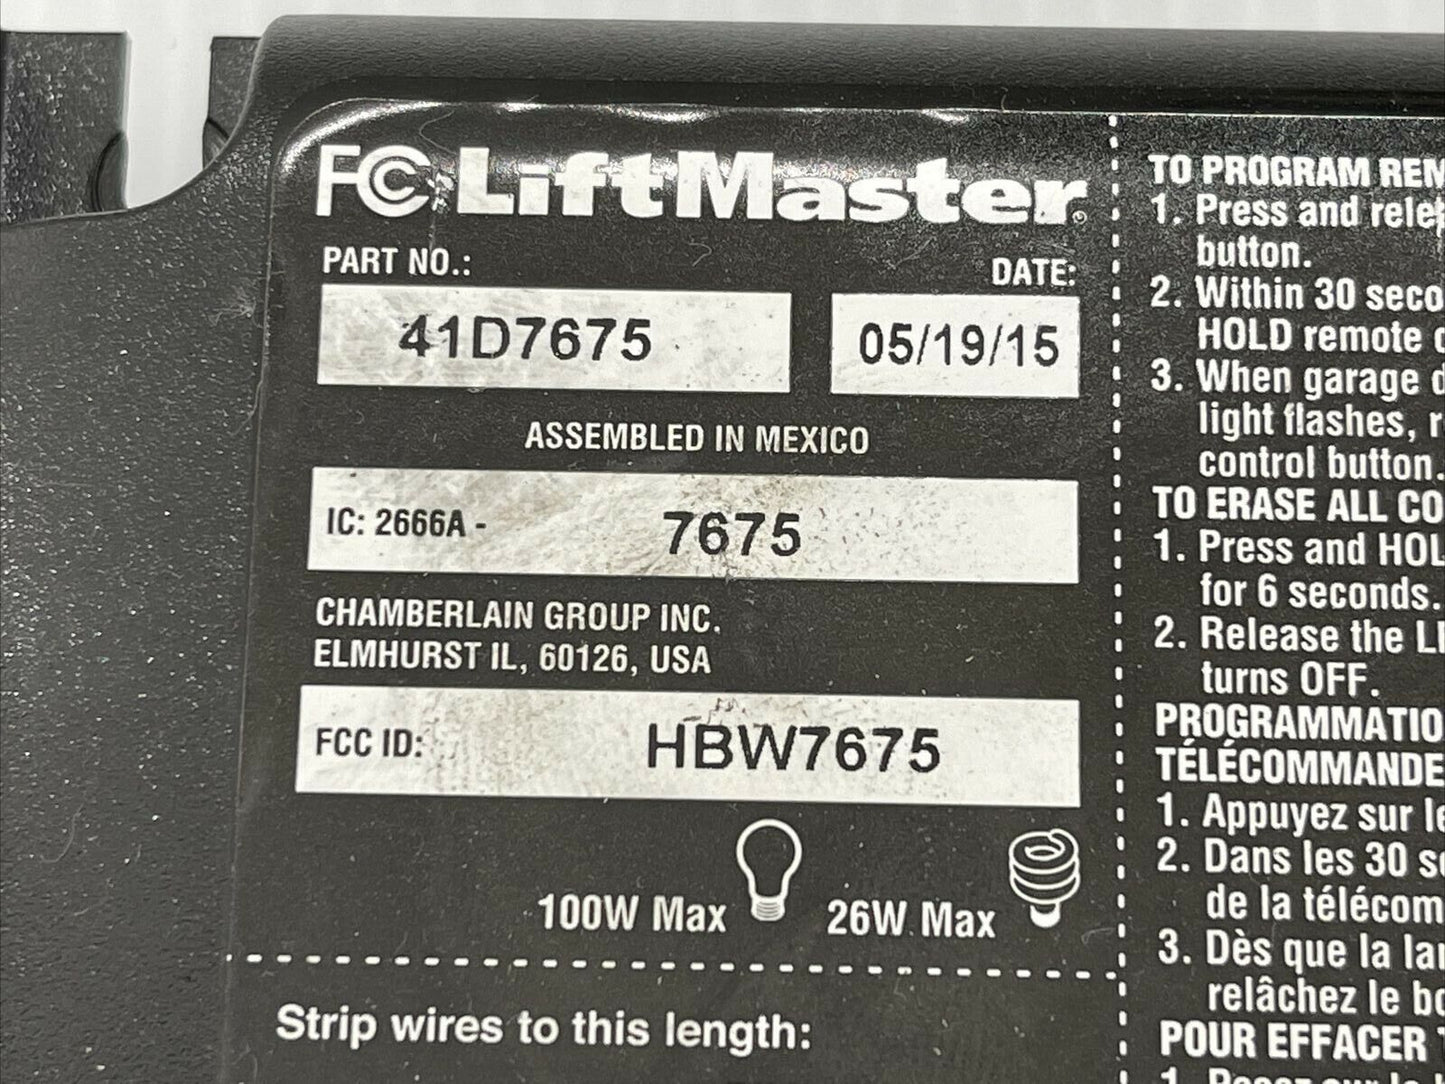 FC LiftMaster®
PART NO.:
DATE:
41D7675
05/19/15
ASSEMBLED IN MEXICO
IC: 2666A - 7675
CHAMBERLAIN GROUP INC.
ELMHURST IL, 60126, USA
FCC ID: HBW7675
100W Max
26W Max
Strip wires to this length:
TO PROGRAM
1. Press and
button.
2. Within 30
HOLD remote
3. When garage
light flashes,
control button.
TO ERASE ALL
1. Press and
for 6 seconds.
2. Release the
turns OFF.
1. Appuyez sur
2. Dans les 30
de la
3. Dès que la
relâchez le
POUR EFFACER
1.